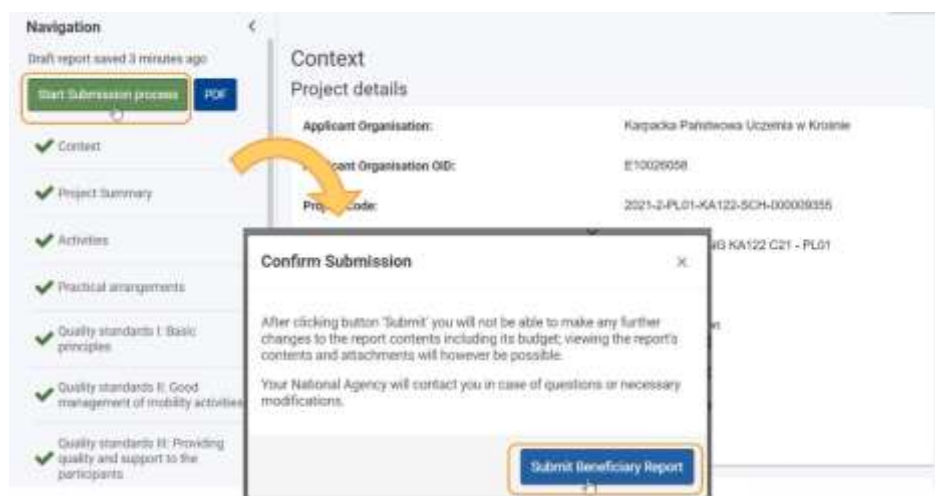 Navigation
Draft report saved 3 minutes ago
Start Submission process
PDF
Context
Project Summary
Activities
Practical arrangements
Quality standards I: Basic
principles
Quality standards II: Good
management of mobility activities
Quality standards III: Providing
quality and support to the
participants
Context
Project details
Applicant Organisation:
Karpacka Państwowa Uczelnia w Krośnie
icant Organisation OID:
E10026058
Pro
ode:
2021-2-PL01-KA122-SCH-000009355
KA122 C21 - PL01
Confirm Submission
After clicking button 'Submit' you will not be able to make any further
changes to the report contents including its budget; viewing the report's
contents and attachments will however be possible.
Your National Agency will contact you in case of questions or necessary
modifications.
Submit Beneficiary Report